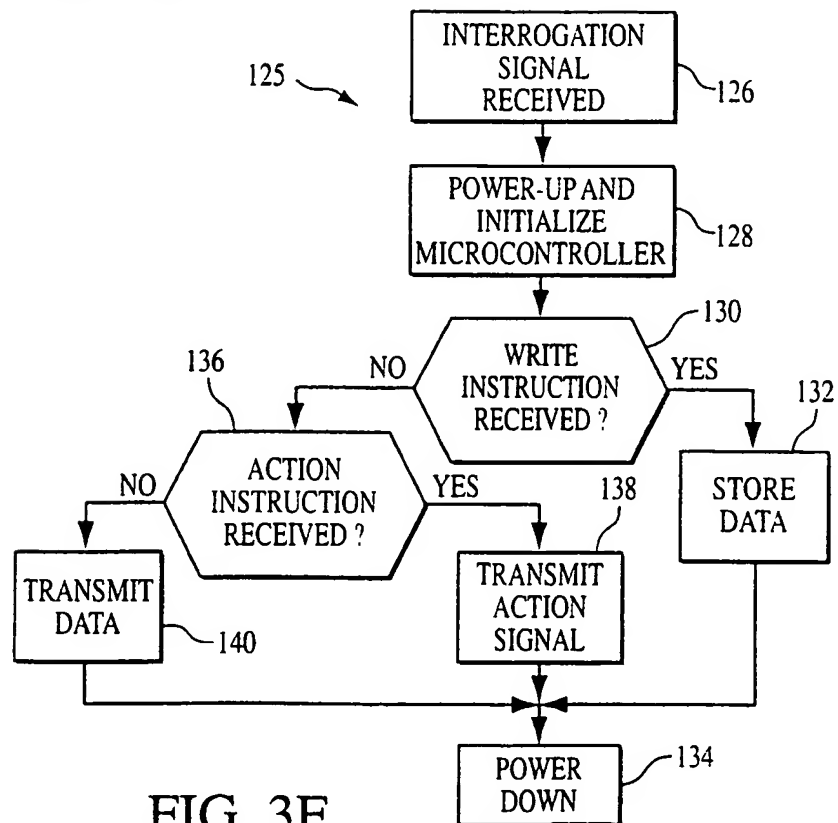 INTERROGATION
SIGNAL
RECEIVED
125
126
POWER-UP AND
INITIALIZE
MICROCONTROLLER
128
130
WRITE
INSTRUCTION
RECEIVED ?
NO
YES
136
132
ACTION
INSTRUCTION
RECEIVED ?
NO
YES
138
STORE
DATA
TRANSMIT
DATA
140
TRANSMIT
ACTION
SIGNAL
POWER
DOWN
134